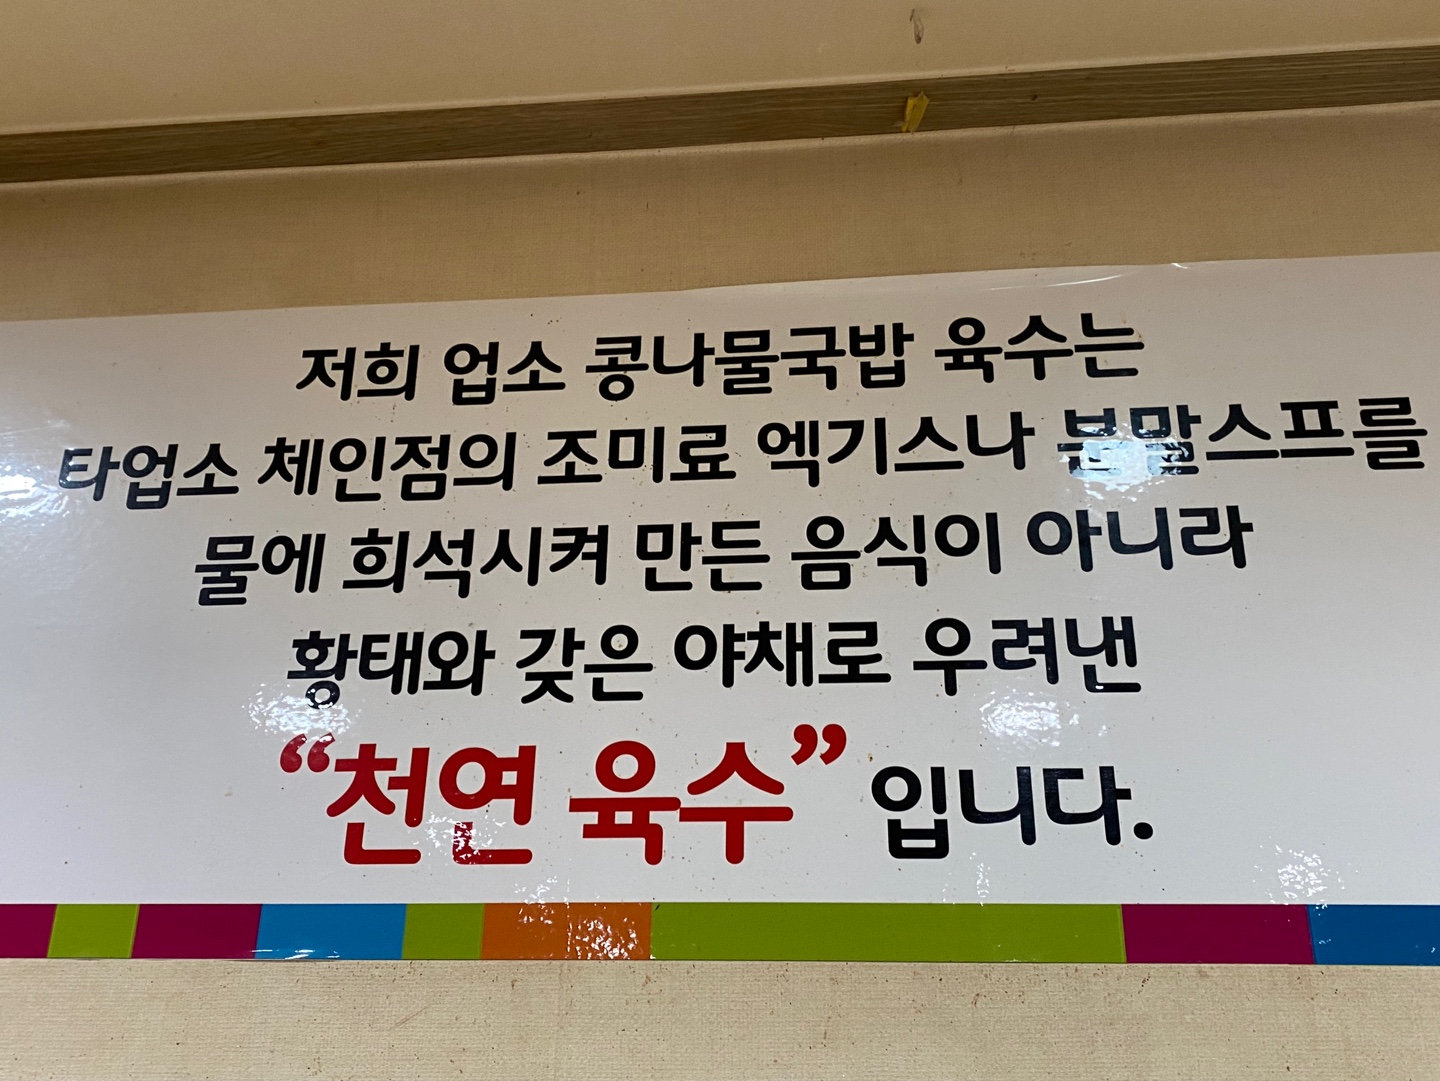 저희 업소 콩나물국밥 육수는
타업소 체인점의 조미료 엑기스나 분말스프를
물에 희석시켜 만든 음식이 아니라
황태와 갖은 야채로 우려낸
“천연 육수” 입니다.